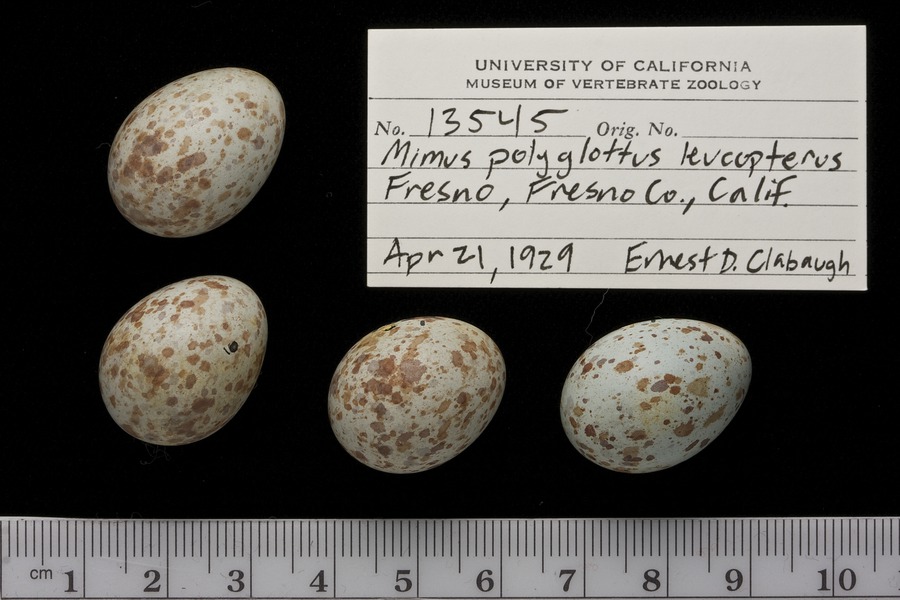 UNIVERSITY OF CALIFORNIA
MUSEUM OF VERTEBRATE ZOOLOGY
No. 13545 Orig. No.
Mimus polyglottus leucopterus
Fresno, Fresno Co., Calif.
Apr 21, 1929 Ernest D. Clabaugh
cm 1 2 3 4 5 6 7 8 9 10